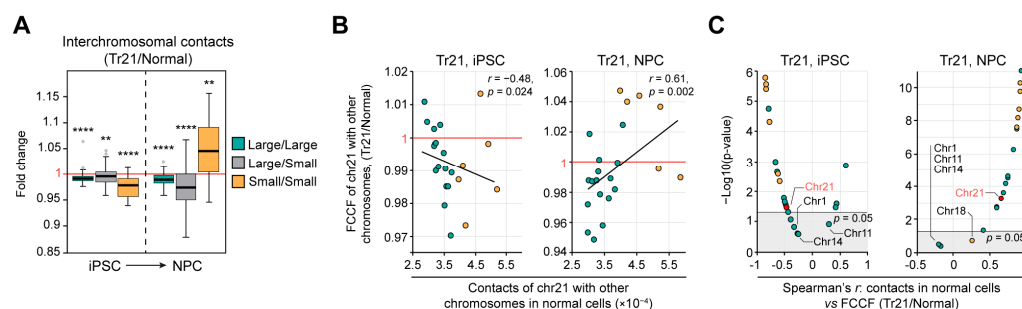 A
Interchromosomal contacts
(Tr21/Normal)
Fold change
1.15
1.1
1.05
1
0.95
0.9
0.85
****
**
****
****
****
**
iPSC
NPC
Large/Large
Large/Small
Small/Small
B
Tr21, iPSC
FCCF of chr21 with other
chromosomes, (Tr21/Normal)
1.02
1.01
1
0.99
0.98
0.97
r = −0.48,
p = 0.024
2.5
3.5
4.5
5.5
Tr21, NPC
1.06
1.04
1.02
1.00
0.98
0.96
0.94
r = 0.61,
p = 0.002
2
3
4
5
6
Contacts of chr21 with other
chromosomes in normal cells (×10⁻⁴)
C
Tr21, iPSC
−Log10(p-value)
6
5
4
3
2
1
0
Chr21
Chr1
p = 0.05
Chr11
Chr14
-1
-0.5
0
0.5
1
Tr21, NPC
10
8
6
4
2
0
Chr1
Chr11
Chr14
Chr21
Chr18
p = 0.05
-0.5
0
0.5
1
Spearman's r: contacts in normal cells
vs FCCF (Tr21/Normal)